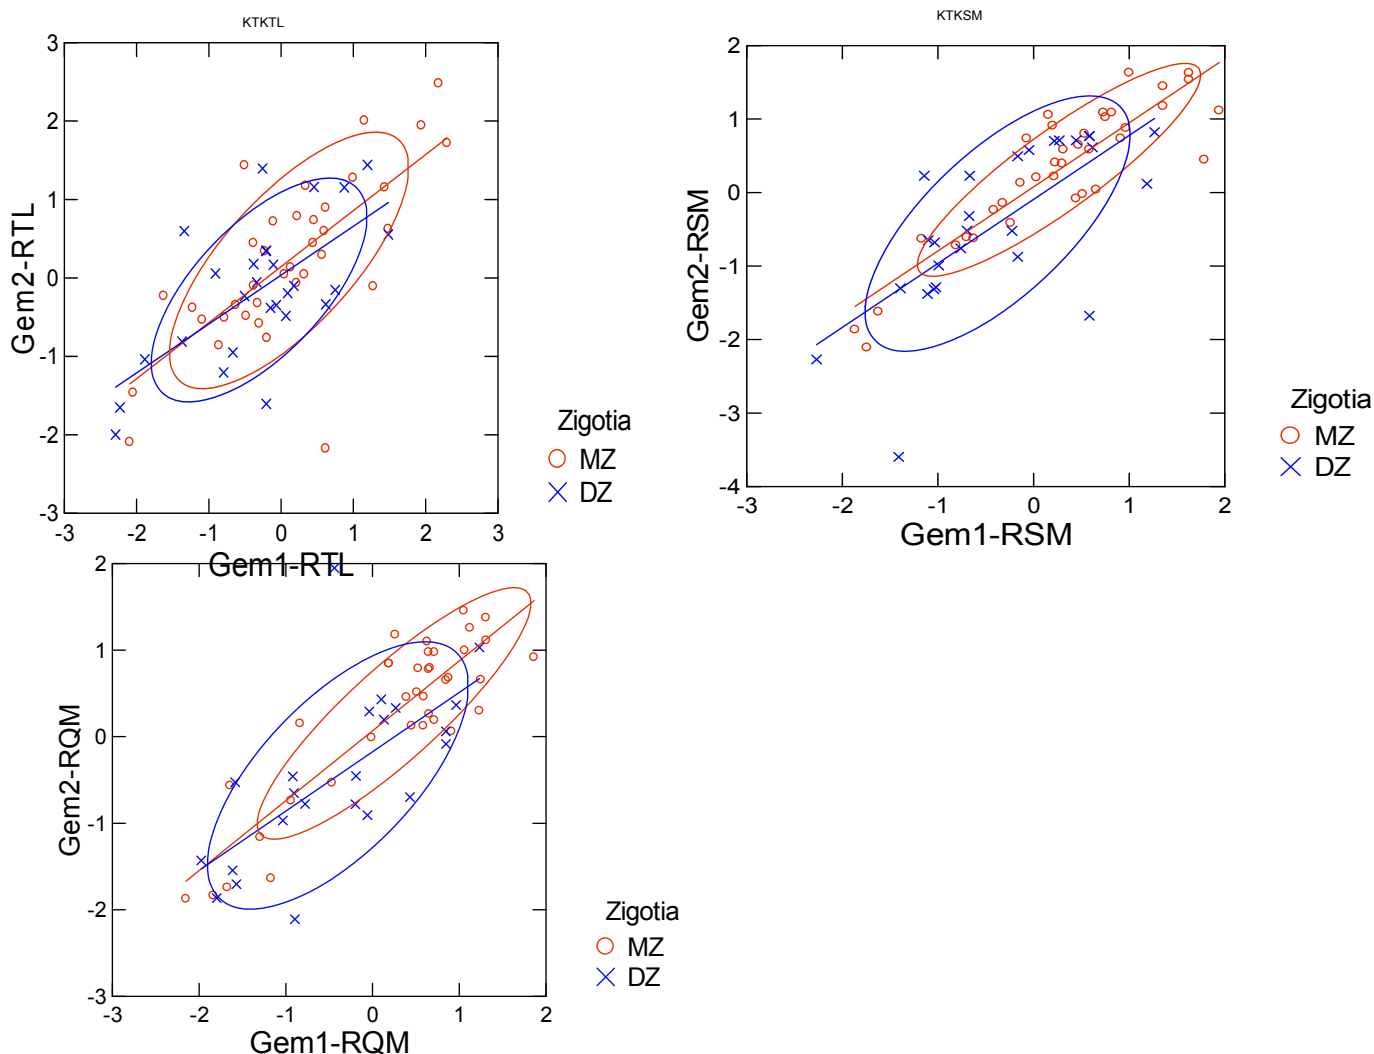 KTKTL
3
2
1
0
-1
-2
-3
-3
-2
-1
0
1
2
3
Gem2-RTL
Gem1-RTL
Zigotia
MZ
DZ
KTKSM
2
1
0
-1
-2
-3
-4
-3
-2
-1
0
1
2
Gem2-RSM
Gem1-RSM
Zigotia
MZ
DZ
2
1
0
-1
-2
-3
-3
-2
-1
0
1
2
Gem2-RQM
Gem1-RQM
Zigotia
MZ
DZ